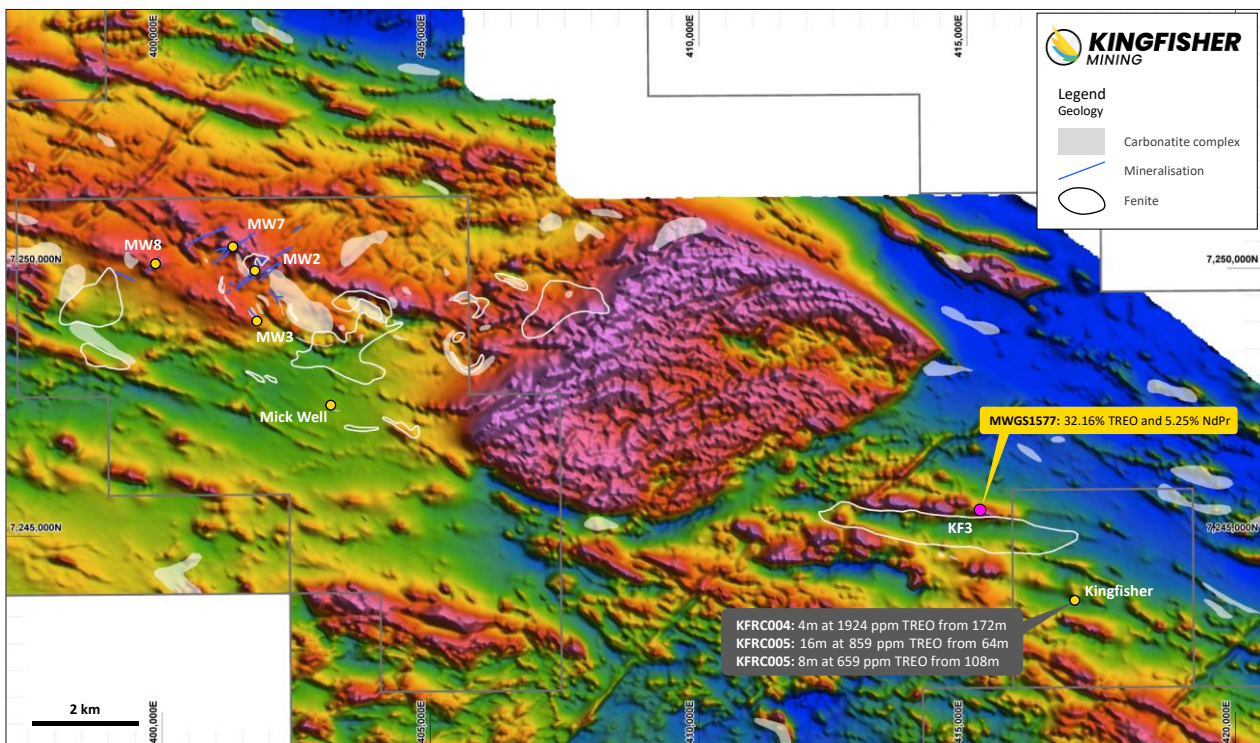 400,000E
405,000E
410,000E
415,000E
KINGFISHER
MINING
Legend
Geology
Carbonatite complex
Mineralisation
Fenite
MW7
MW8
MW2
7,250,000N
7,250,000N
MW3
Mick Well
MWGS1577: 32.16% TREO and 5.25% NdPr
7,245,000N
KF3
7,245,000N
Kingfisher
KFRC004: 4m at 1924 ppm TREO from 172m
KFRC005: 16m at 859 ppm TREO from 64m
KFRC005: 8m at 659 ppm TREO from 108m
2 km
400,000E
405,000E
410,000E
415,000E
420,000E